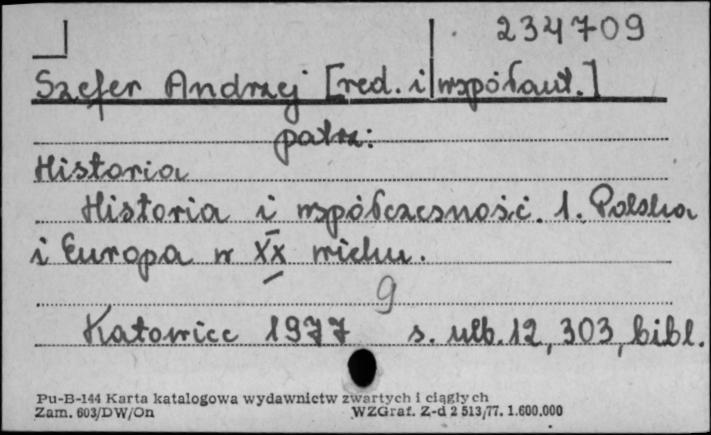 234709
Szefer Andrzej [red. i współaut.]
patrz:
Historia
Historia i współczesność. 1. Polska
i Europa w XX wieku.
9
Katowice 1977 s. nlb. 12, 303, bibl.
Pu-B-144 Karta katalogowa wydawnictw zwartych i ciągłych
Zam. 603/DW/On WZGraf. Z-d 2 513/77. 1.600.000